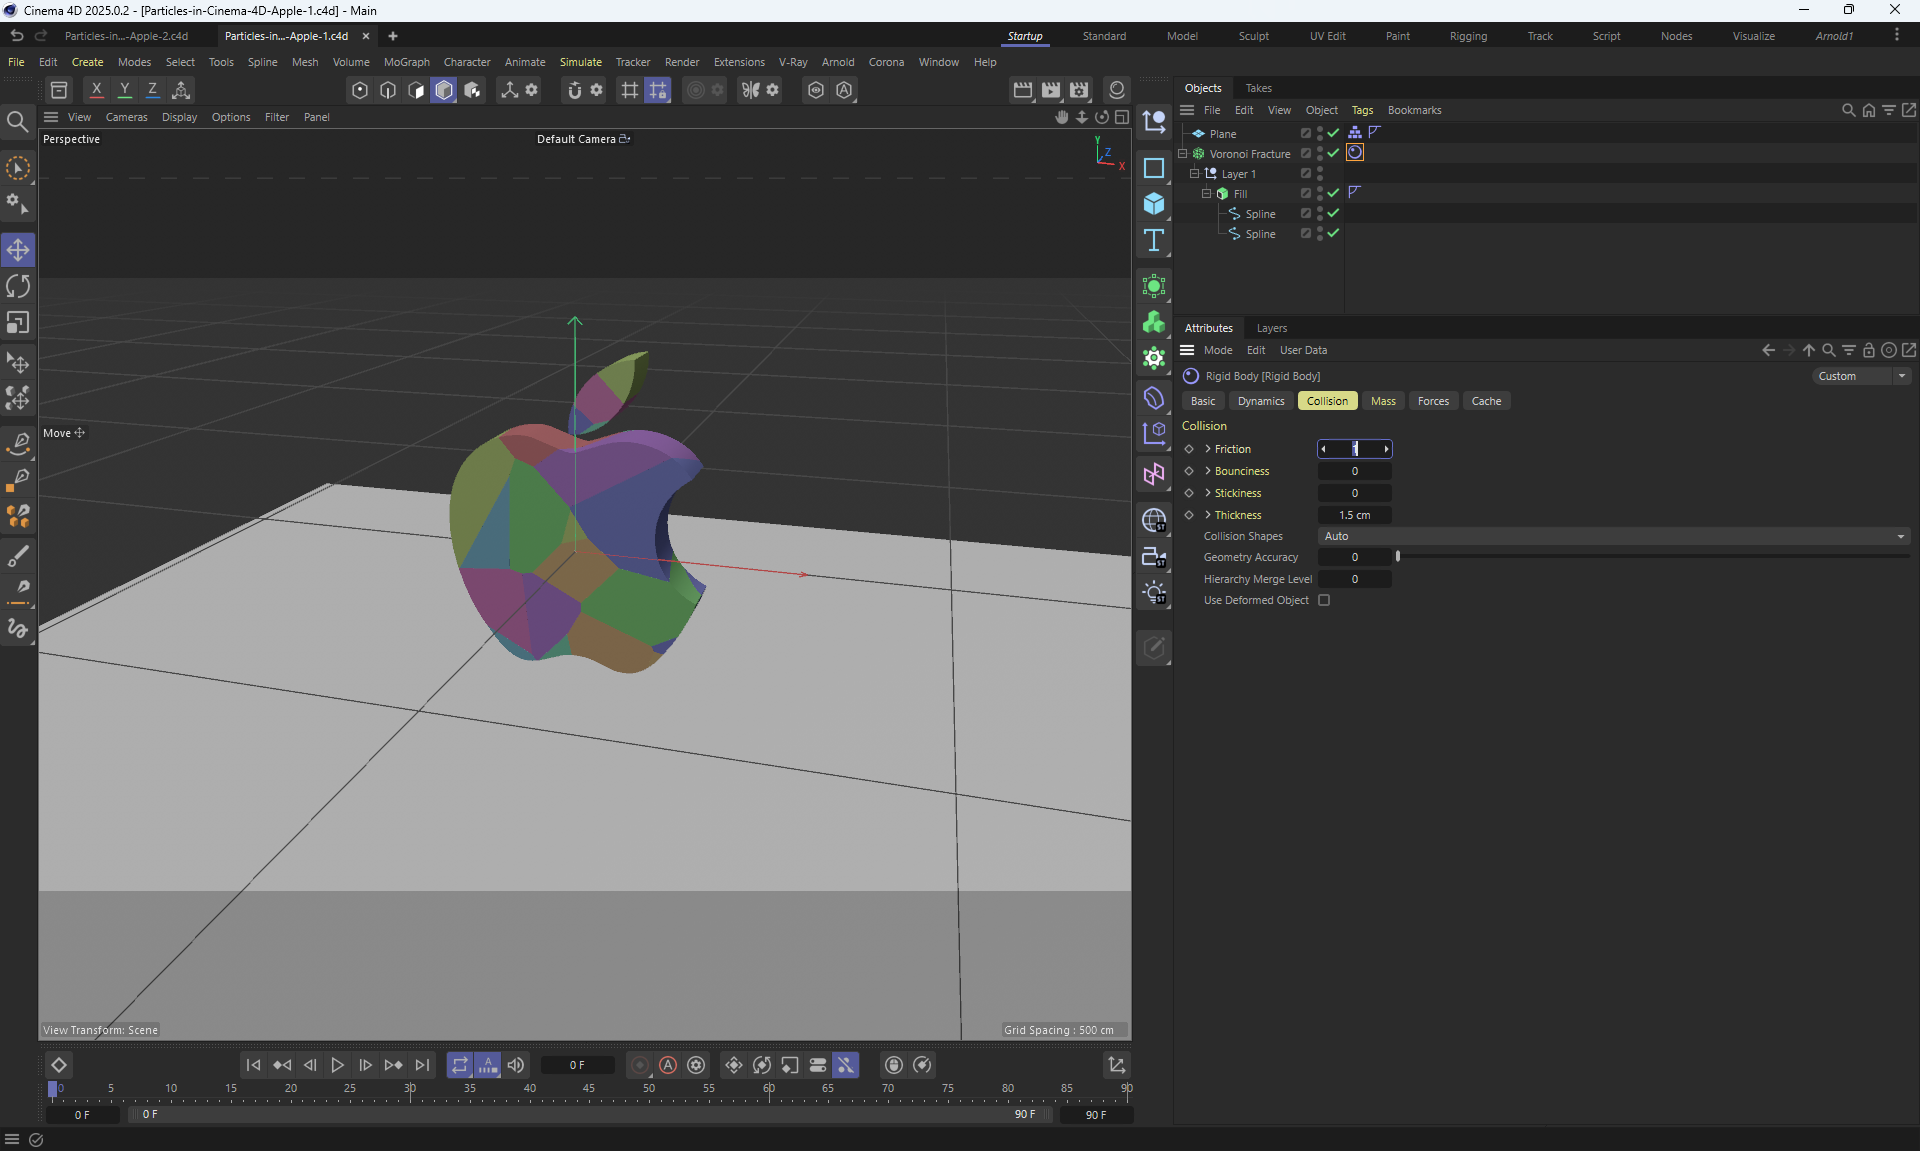 Cinema 4D 2025.0.2 - [Particles-in-Cinema-4D-Apple-1.c4d] - Main
Particles-in...-Apple-2.c4d
Particles-in...-Apple-1.c4d
Startup
Standard
Model
Sculpt
UV Edit
Paint
Rigging
Track
Script
Nodes
Visualize
Arnold1
File Edit Create Modes Select Tools Spline Mesh Volume MoGraph Character Animate Simulate Tracker Render Extensions V-Ray Arnold Corona Window Help
X Y Z
Objects Takes
View Cameras Display Options Filter Panel
File Edit View Object Tags Bookmarks
Perspective
Default Camera
Y
Z
X
Plane
Voronoi Fracture
Layer 1
Fill
Spline
Spline
Attributes Layers
Mode Edit User Data
Rigid Body [Rigid Body]
Custom
Basic Dynamics Collision Mass Forces Cache
Collision
Move
Friction
Bounciness 0
Stickiness 0
Thickness 1.5 cm
Collision Shapes Auto
Geometry Accuracy 0
Hierarchy Merge Level 0
Use Deformed Object
View Transform: Scene
Grid Spacing : 500 cm
0 F
0 5 10 15 20 25 30 35 40 45 50 55 60 65 70 75 80 85 90
0 F
0 F
90 F
90 F